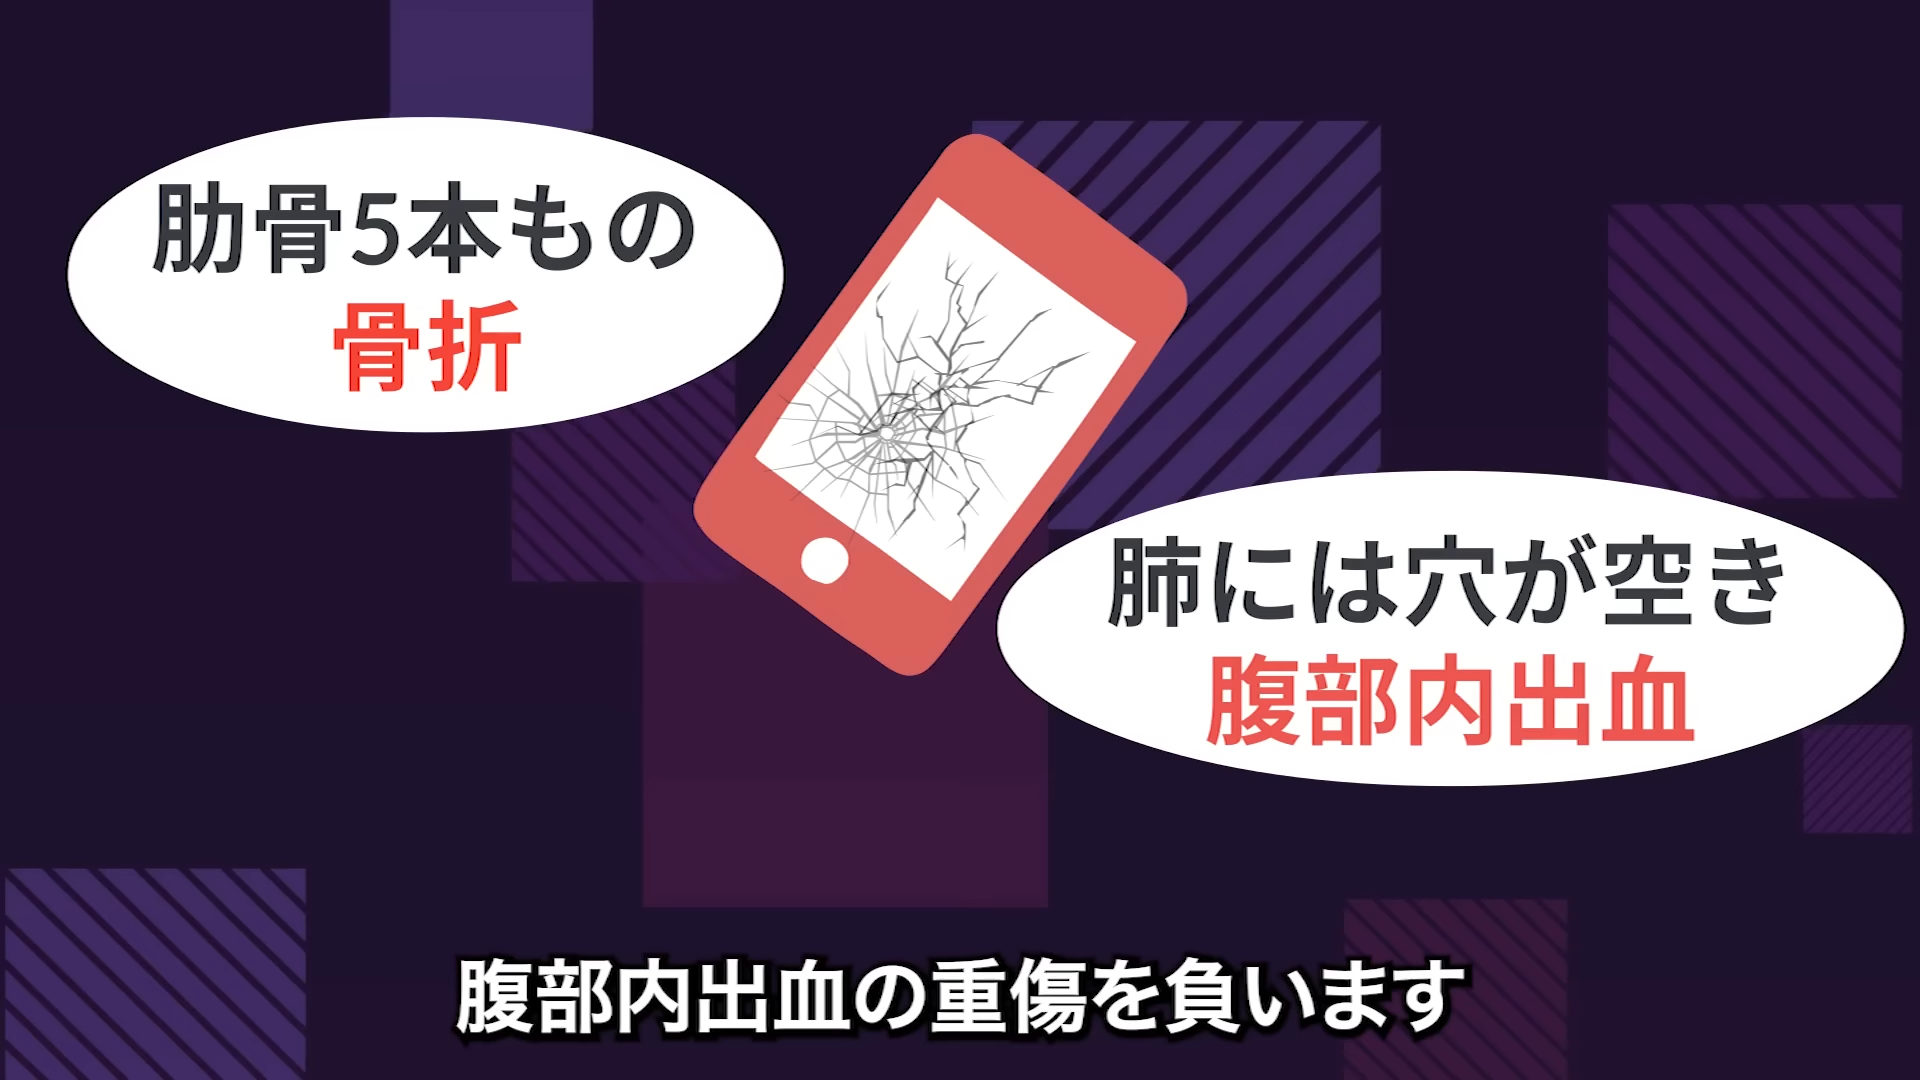 肋骨5本もの
骨折
肺には穴が空き
腹部内出血
腹部内出血の重傷を負います